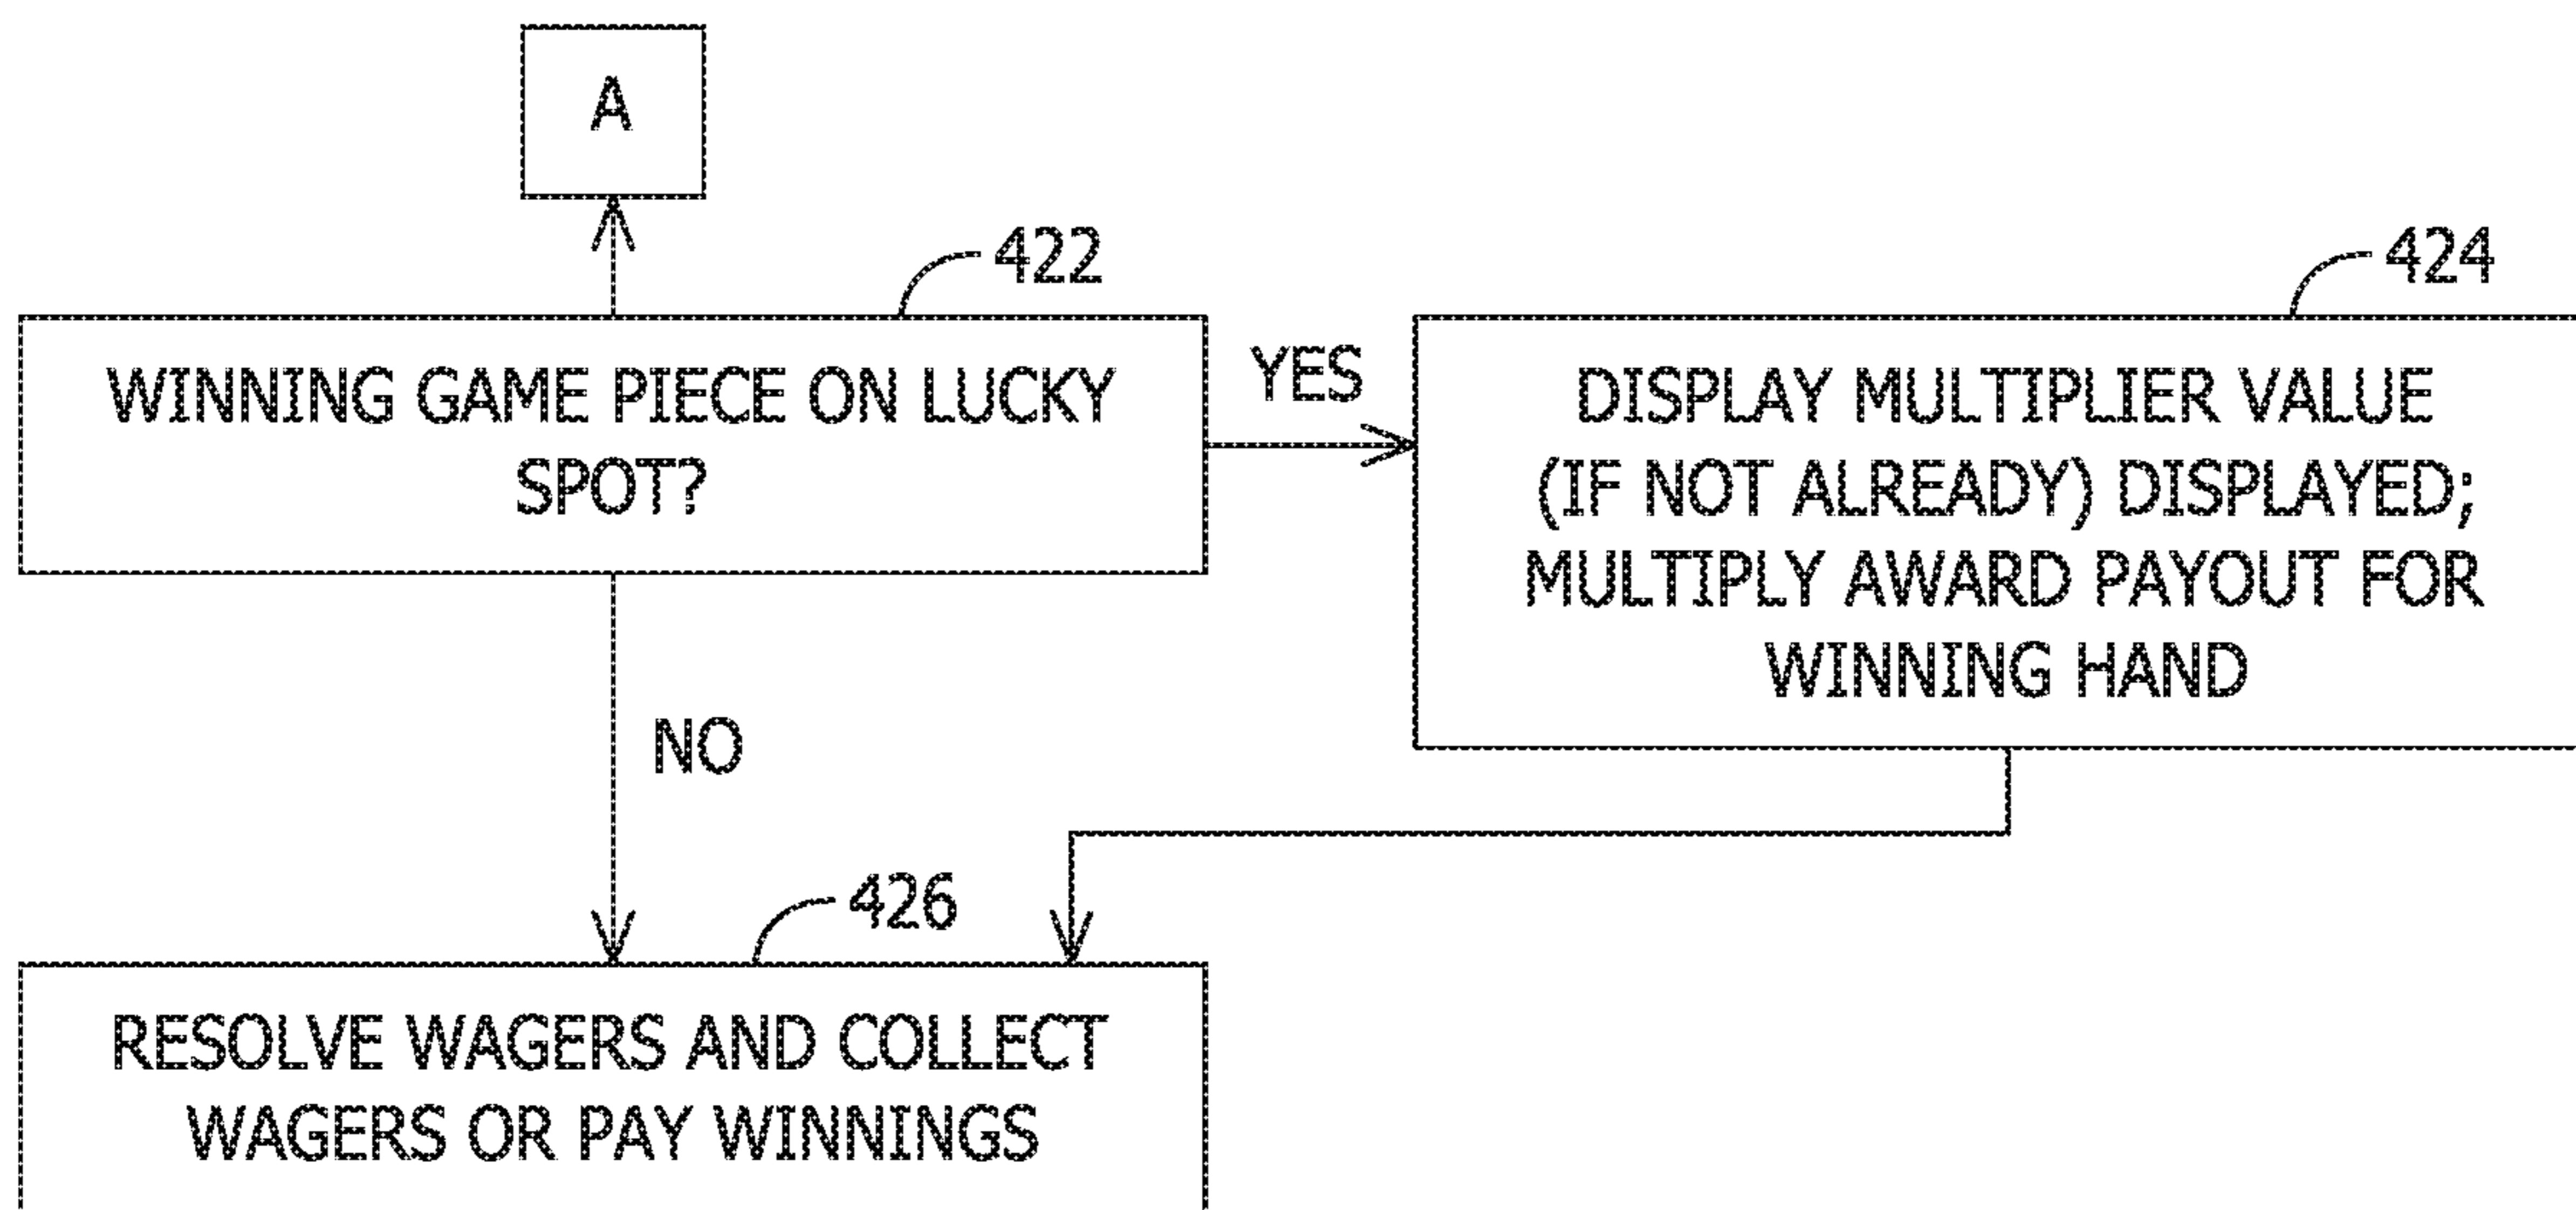 A
422
WINNING GAME PIECE ON LUCKY
SPOT?
YES
424
DISPLAY MULTIPLIER VALUE
(IF NOT ALREADY) DISPLAYED;
MULTIPLY AWARD PAYOUT FOR
WINNING HAND
NO
426
RESOLVE WAGERS AND COLLECT
WAGERS OR PAY WINNINGS